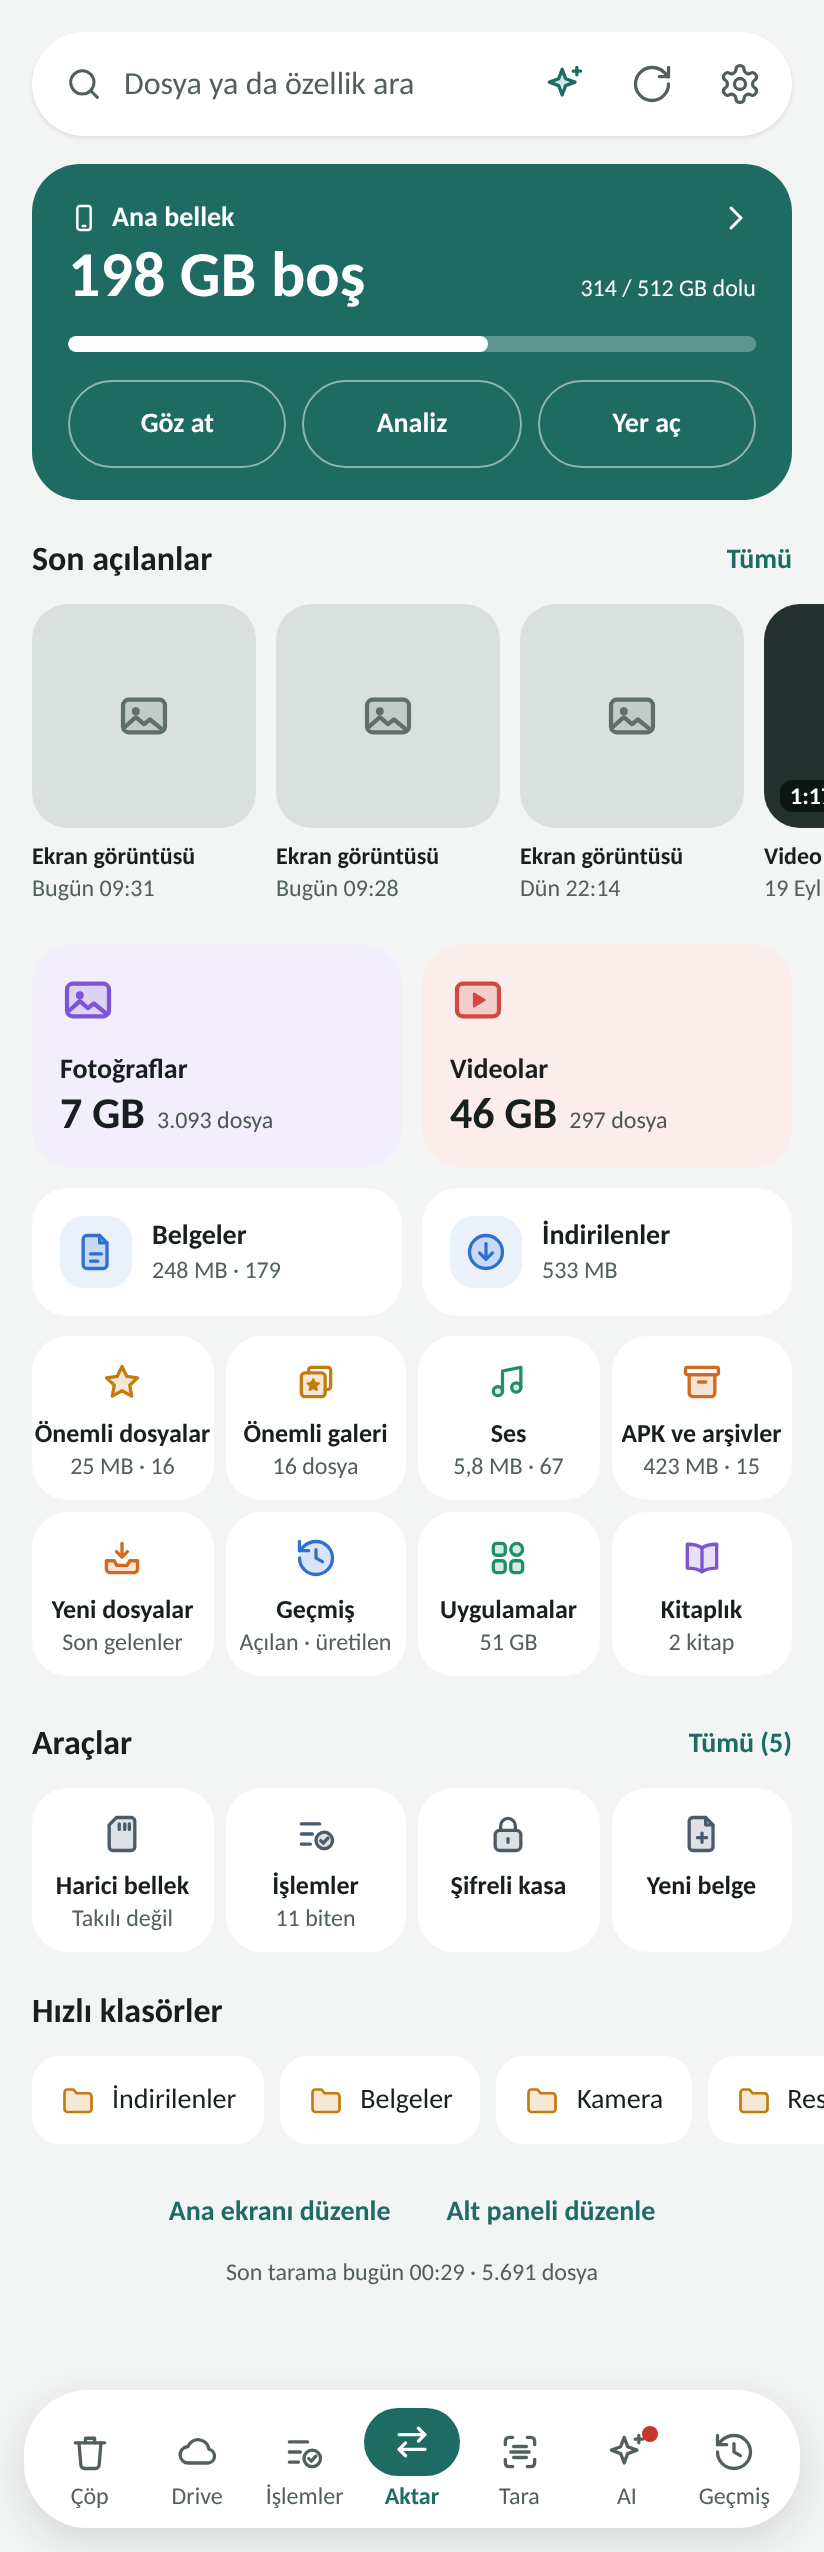 Dosya ya da özellik ara
Ana bellek
198 GB boş
314 / 512 GB dolu
Göz at
Analiz
Yer aç
Son açılanlar
Tümü
1:17
Ekran görüntüsü
Bugün 09:31
Ekran görüntüsü
Bugün 09:28
Ekran görüntüsü
Dün 22:14
Video
19 Eyl
Fotoğraflar
7 GB 3.093 dosya
Videolar
46 GB 297 dosya
Belgeler
248 MB · 179
İndirilenler
533 MB
Önemli dosyalar
25 MB · 16
Önemli galeri
16 dosya
Ses
5,8 MB · 67
APK ve arşivler
423 MB · 15
Yeni dosyalar
Son gelenler
Geçmiş
Açılan · üretilen
Uygulamalar
51 GB
Kitaplık
2 kitap
Araçlar
Tümü (5)
Harici bellek
Takılı değil
İşlemler
11 biten
Şifreli kasa
Yeni belge
Hızlı klasörler
İndirilenler
Belgeler
Kamera
Res
Ana ekranı düzenle
Alt paneli düzenle
Son tarama bugün 00:29 · 5.691 dosya
Çöp
Drive
İşlemler
Aktar
Tara
AI
Geçmiş